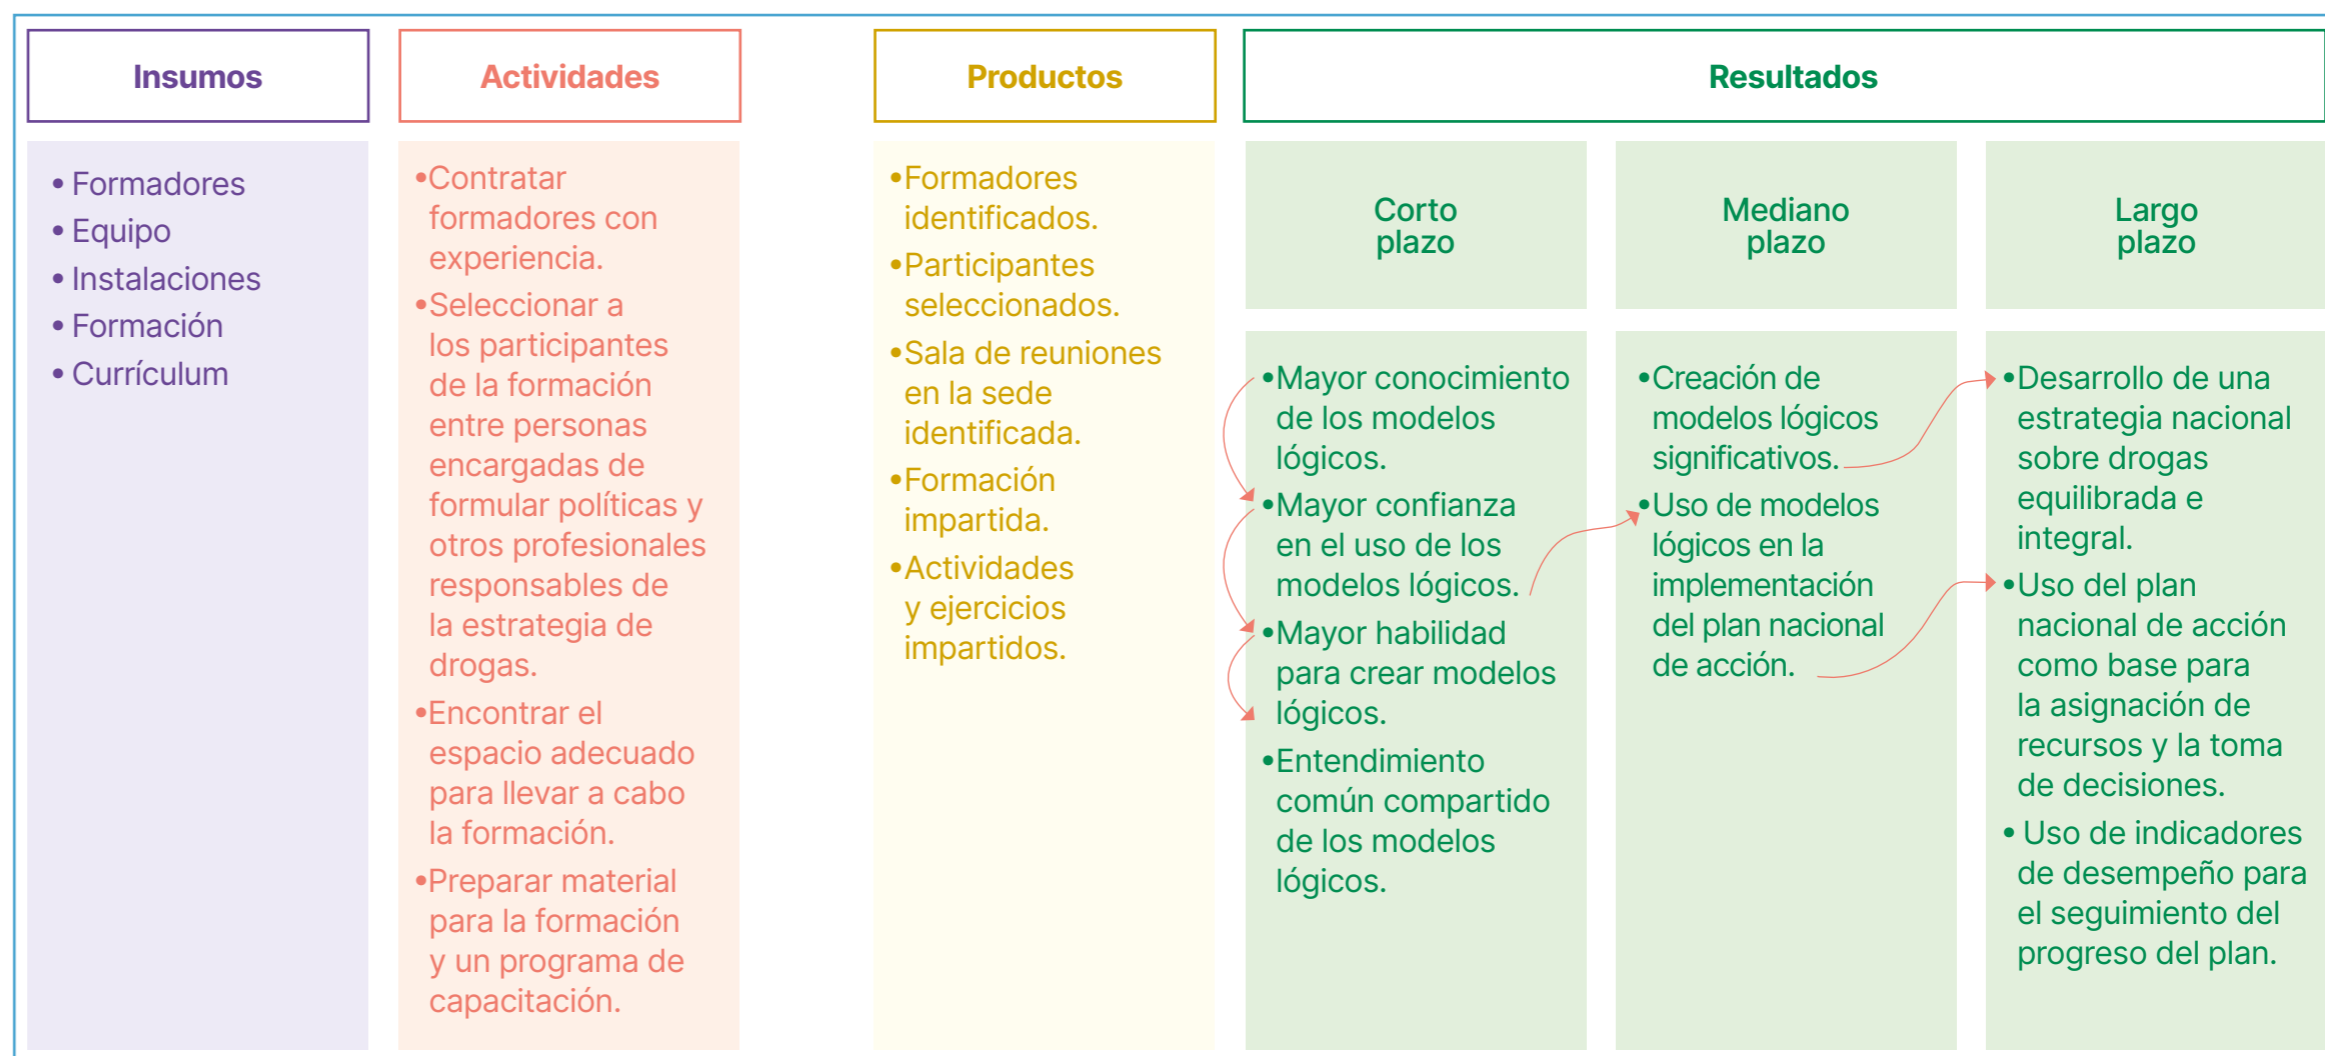 Insumos
• Formadores
• Equipo
• Instalaciones
• Formación
• Currículum
Actividades
•Contratar
formadores con
experiencia.
•Seleccionar a
los participantes
de la formación
entre personas
encargadas de
formular políticas y
otros profesionales
responsables de
la estrategia de
drogas.
•Encontrar el
espacio adecuado
para llevar a cabo
la formación.
•Preparar material
para la formación
y un programa de
capacitación.
Productos
•Formadores
identificados.
•Participantes
seleccionados.
•Sala de reuniones
en la sede
identificada.
•Formación
impartida.
•Actividades
y ejercicios
impartidos.
Resultados
Corto
plazo
•Mayor conocimiento
de los modelos
lógicos.
•Mayor confianza
en el uso de los
modelos lógicos.
•Mayor habilidad
para crear modelos
lógicos.
•Entendimiento
común compartido
de los modelos
lógicos.
Mediano
plazo
•Creación de
modelos lógicos
significativos.
•Uso de modelos
lógicos en la
implementación
del plan nacional
de acción.
Largo
plazo
•Desarrollo de una
estrategia nacional
sobre drogas
equilibrada e
integral.
•Uso del plan
nacional de acción
como base para
la asignación de
recursos y la toma
de decisiones.
• Uso de indicadores
de desempeño para
el seguimiento del
progreso del plan.